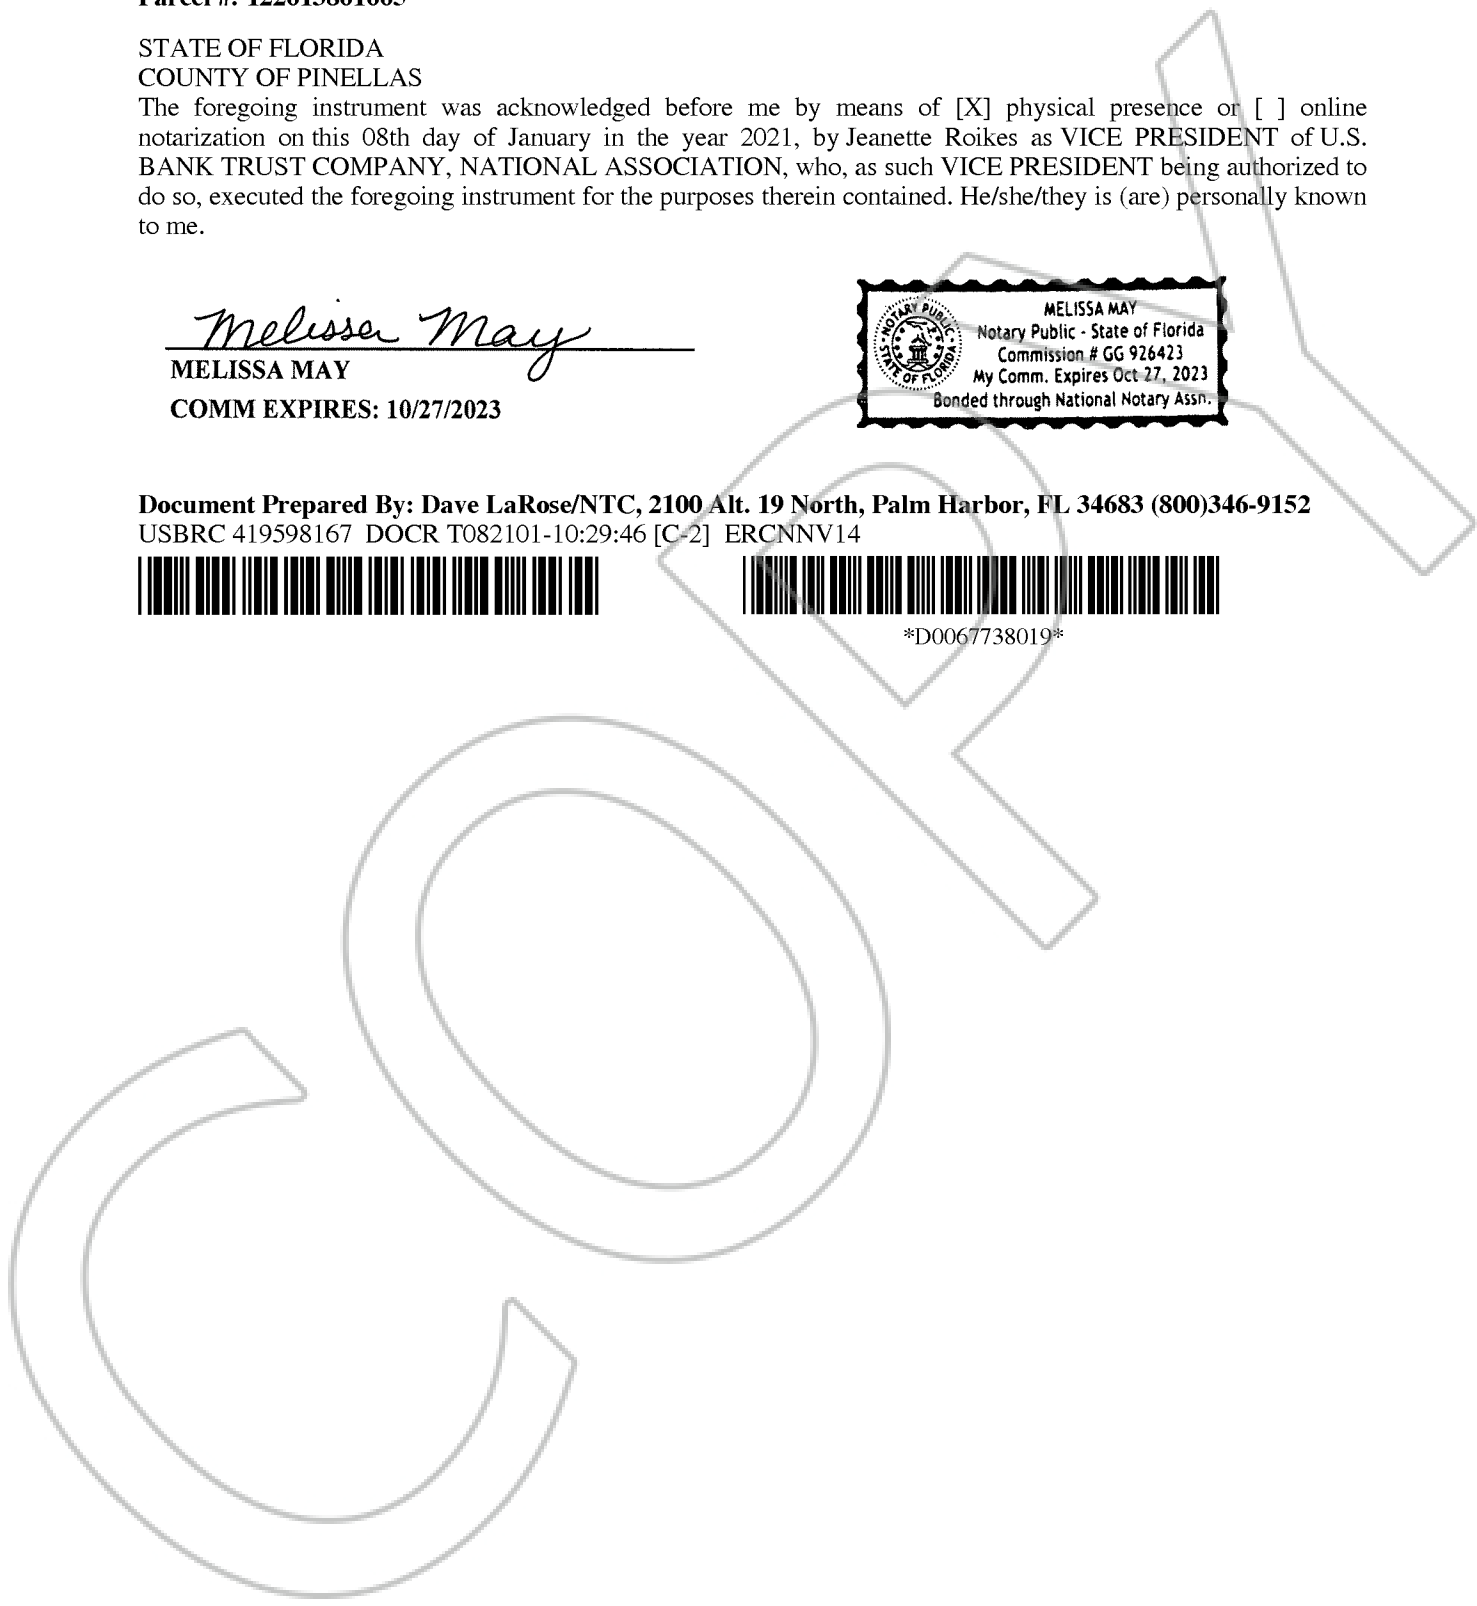 STATE OF FLORIDA
COUNTY OF PINELLAS
The foregoing instrument was acknowledged before me by means of [X] physical presence or [ ] online
notarization on this 08th day of January in the year 2021, by Jeanette Roikes as VICE PRESIDENT of U.S.
BANK TRUST COMPANY, NATIONAL ASSOCIATION, who, as such VICE PRESIDENT being authorized to
do so, executed the foregoing instrument for the purposes therein contained. He/she/they is (are) personally known
to me.
Melissa May
MELISSA MAY
COMM EXPIRES: 10/27/2023
NOTARY PUBLIC
STATE OF FLORIDA
MELISSA MAY
Notary Public - State of Florida
Commission # GG 926423
My Comm. Expires Oct 27, 2023
Bonded through National Notary Assn.
Document Prepared By: Dave LaRose/NTC, 2100 Alt. 19 North, Palm Harbor, FL 34683 (800)346-9152
USBRC 419598167 DOCR T082101-10:29:46 [C-2] ERCNNV14
*D0067738019*
COPY